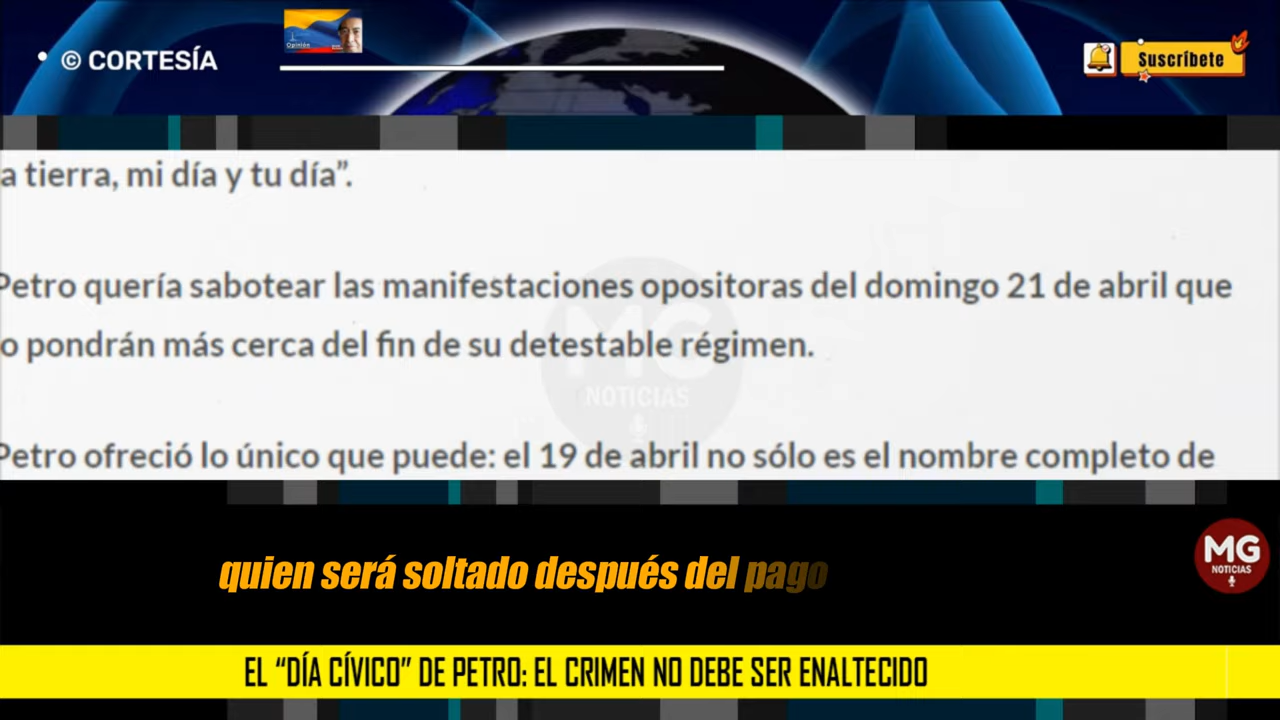 © CORTESÍA
Opinión
Suscríbete
a tierra, mi día y tu día”.
Petro quería sabotear las manifestaciones opositoras del domingo 21 de abril que
o pondrán más cerca del fin de su detestable régimen.
MG
NOTICIAS
Petro ofreció lo único que puede: el 19 de abril no sólo es el nombre completo de
quien será soltado después del pago
MG
NOTICIAS
EL “DÍA CÍVICO” DE PETRO: EL CRIMEN NO DEBE SER ENALTECIDO